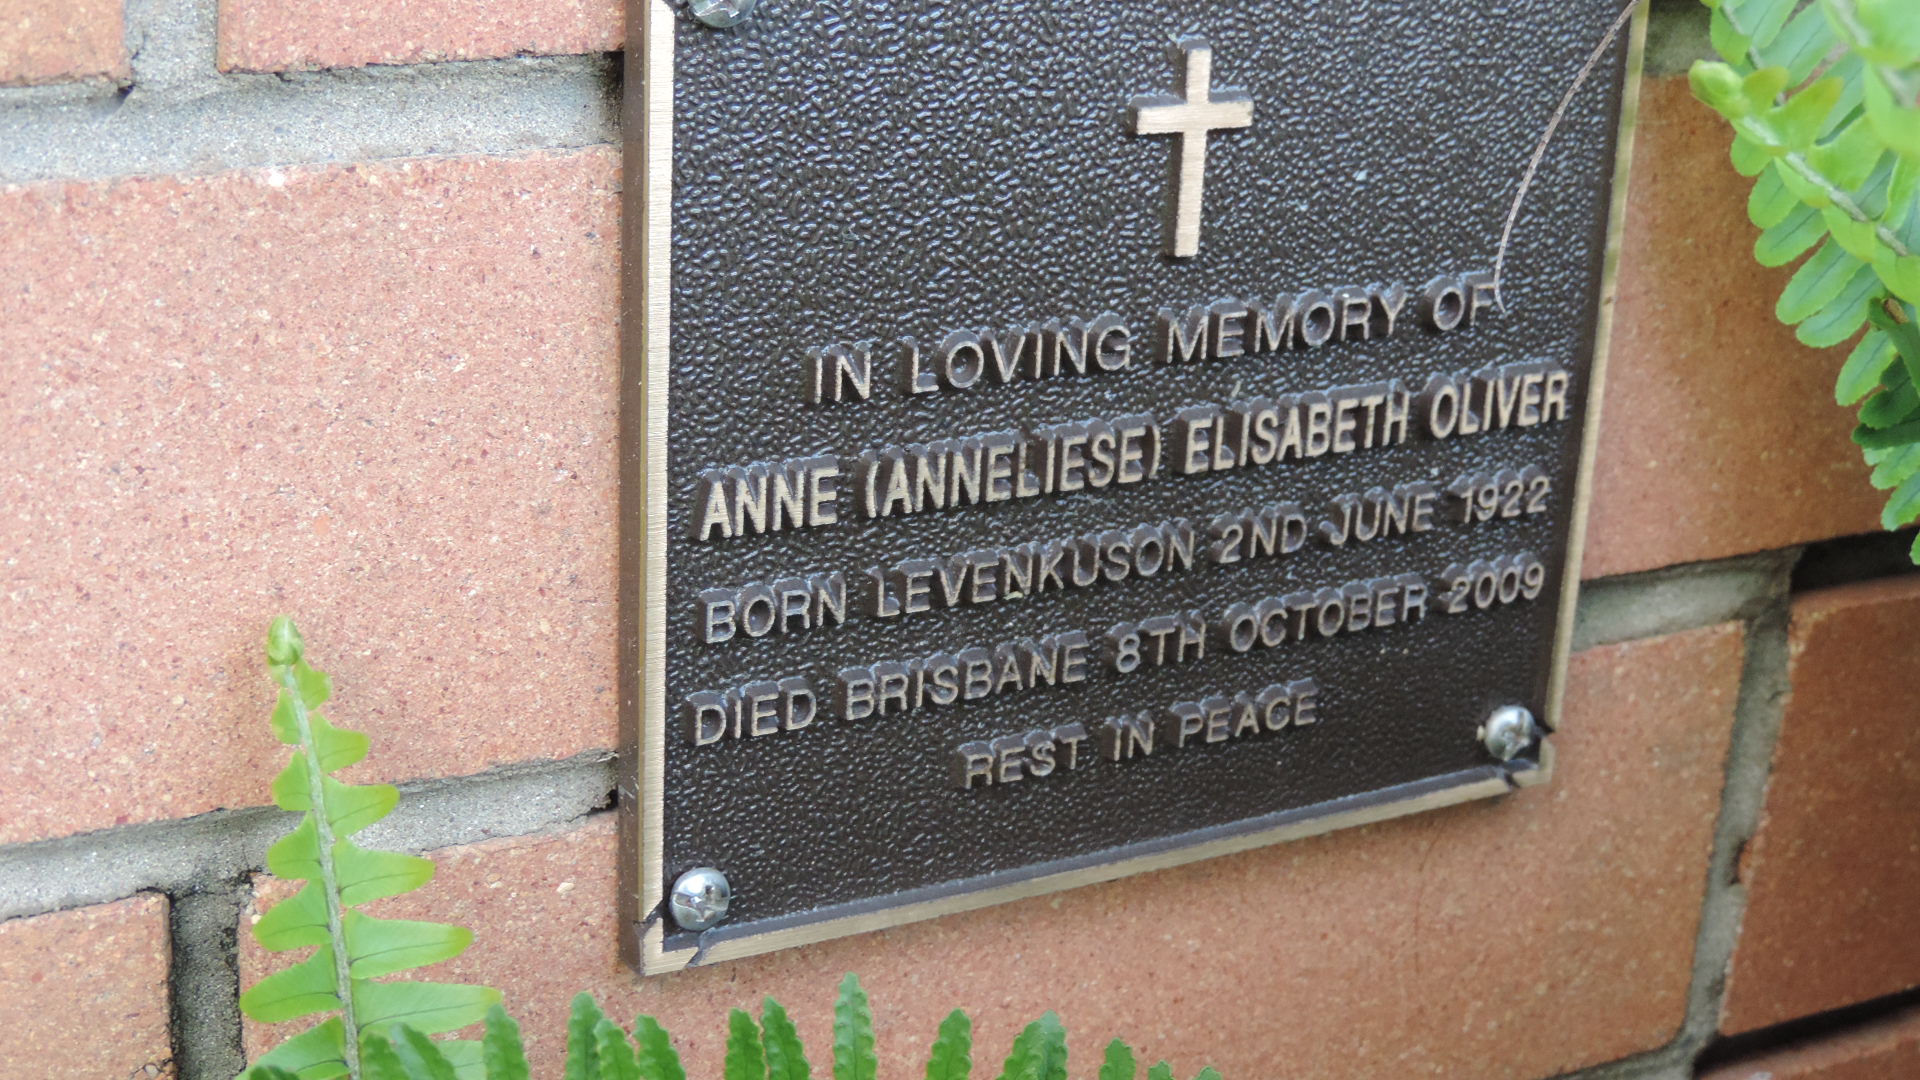 IN LOVING MEMORY OF
ANNE (ANNELIESE) ELISABETH OLIVER
BORN LEVENKUSON 2ND JUNE 1922
DIED BRISBANE 8TH OCTOBER 2009
REST IN PEACE